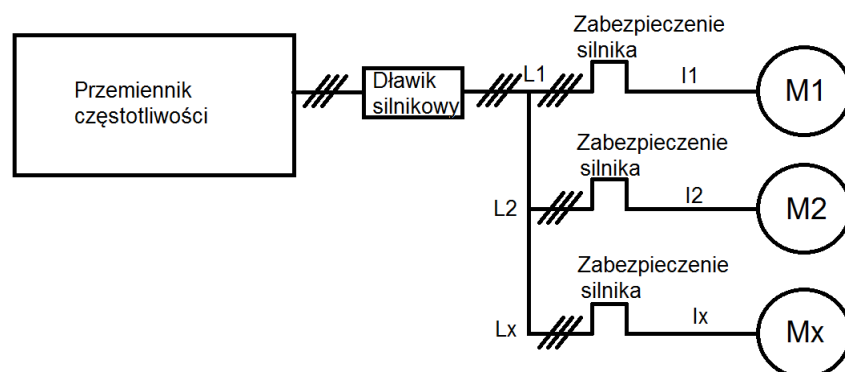 Przemiennik
częstotliwości
Dławik
silnikowy
L1
Zabezpieczenie
silnika
I1
M1
L2
Zabezpieczenie
silnika
I2
M2
Lx
Zabezpieczenie
silnika
Ix
Mx